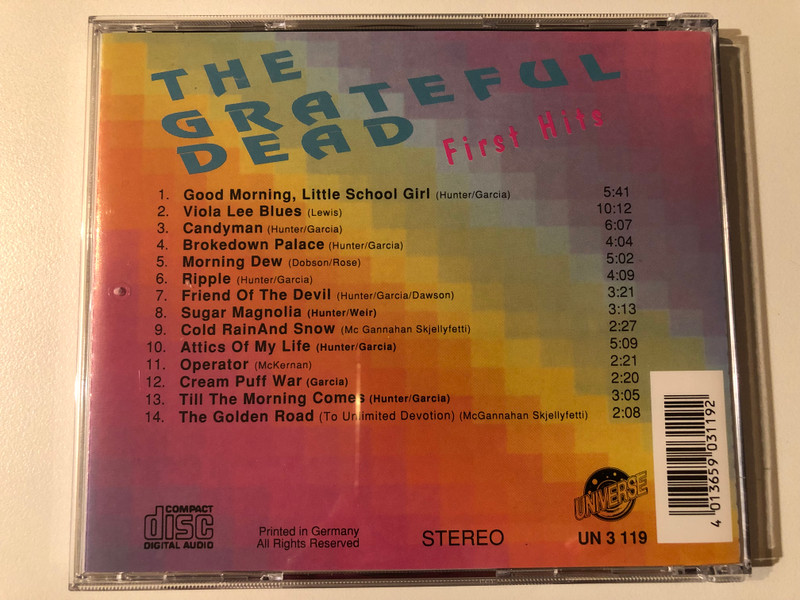 THE
GRATEFUL
DEAD
First Hits
1. Good Morning, Little School Girl (Hunter/Garcia) 5:41
2. Viola Lee Blues (Lewis) 10:12
3. Candyman (Hunter/Garcia) 6:07
4. Brokedown Palace (Hunter/Garcia) 4:04
5. Morning Dew (Dobson/Rose) 5:02
6. Ripple (Hunter/Garcia) 4:09
7. Friend Of The Devil (Hunter/Garcia/Dawson) 3:21
8. Sugar Magnolia (Hunter/Weir) 3:13
9. Cold RainAnd Snow (Mc Gannahan Skjellyfetti) 2:27
10. Attics Of My Life (Hunter/Garcia) 5:09
11. Operator (McKernan) 2:21
12. Cream Puff War (Garcia) 2:20
13. Till The Morning Comes (Hunter/Garcia) 3:05
14. The Golden Road (To Unlimited Devotion) (McGannahan Skjellyfetti) 2:08
COMPACT
disc
DIGITAL AUDIO
Printed in Germany
All Rights Reserved
STEREO
UNIVERSE
UN 3 119
4 013659 031192